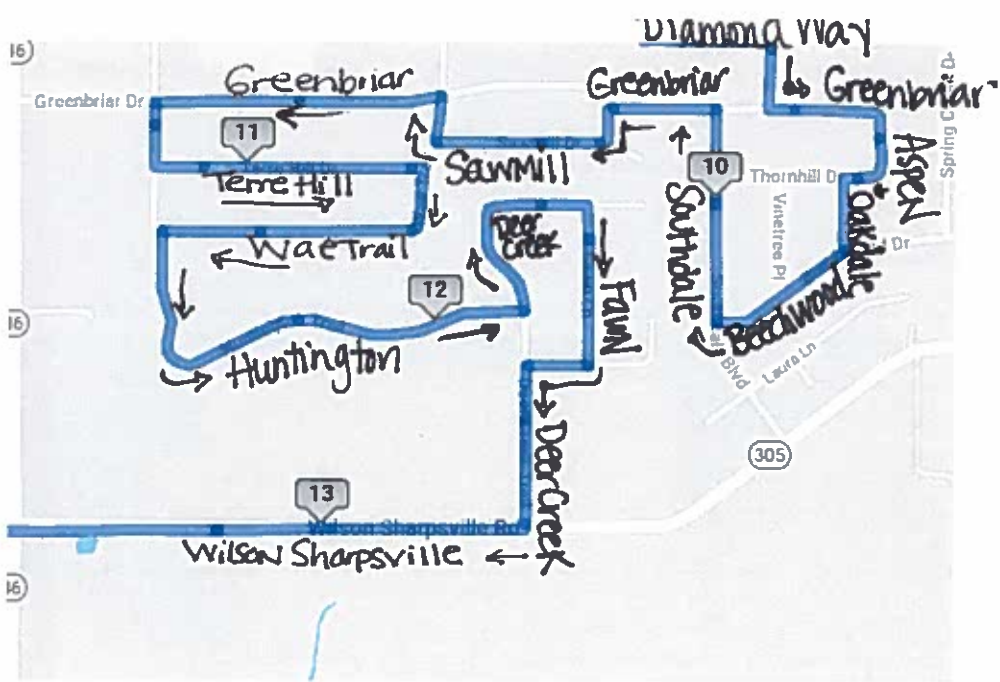 Diamond Way
Greenbriar
Greenbriar
Greenbriar
Greenbriar Dr
11
Sawmill
10
Thornhill D
Aspen
Terre Hill
Southdale
Vinetree Pl
Oakdale
Dr
Deer
Creek
Wae Trail
12
Fawn
Beechwood
Huntington
Blvd
Laura Ln
305
Deer Creek
13
Wilson Sharpsville Rd
Wilson Sharpsville